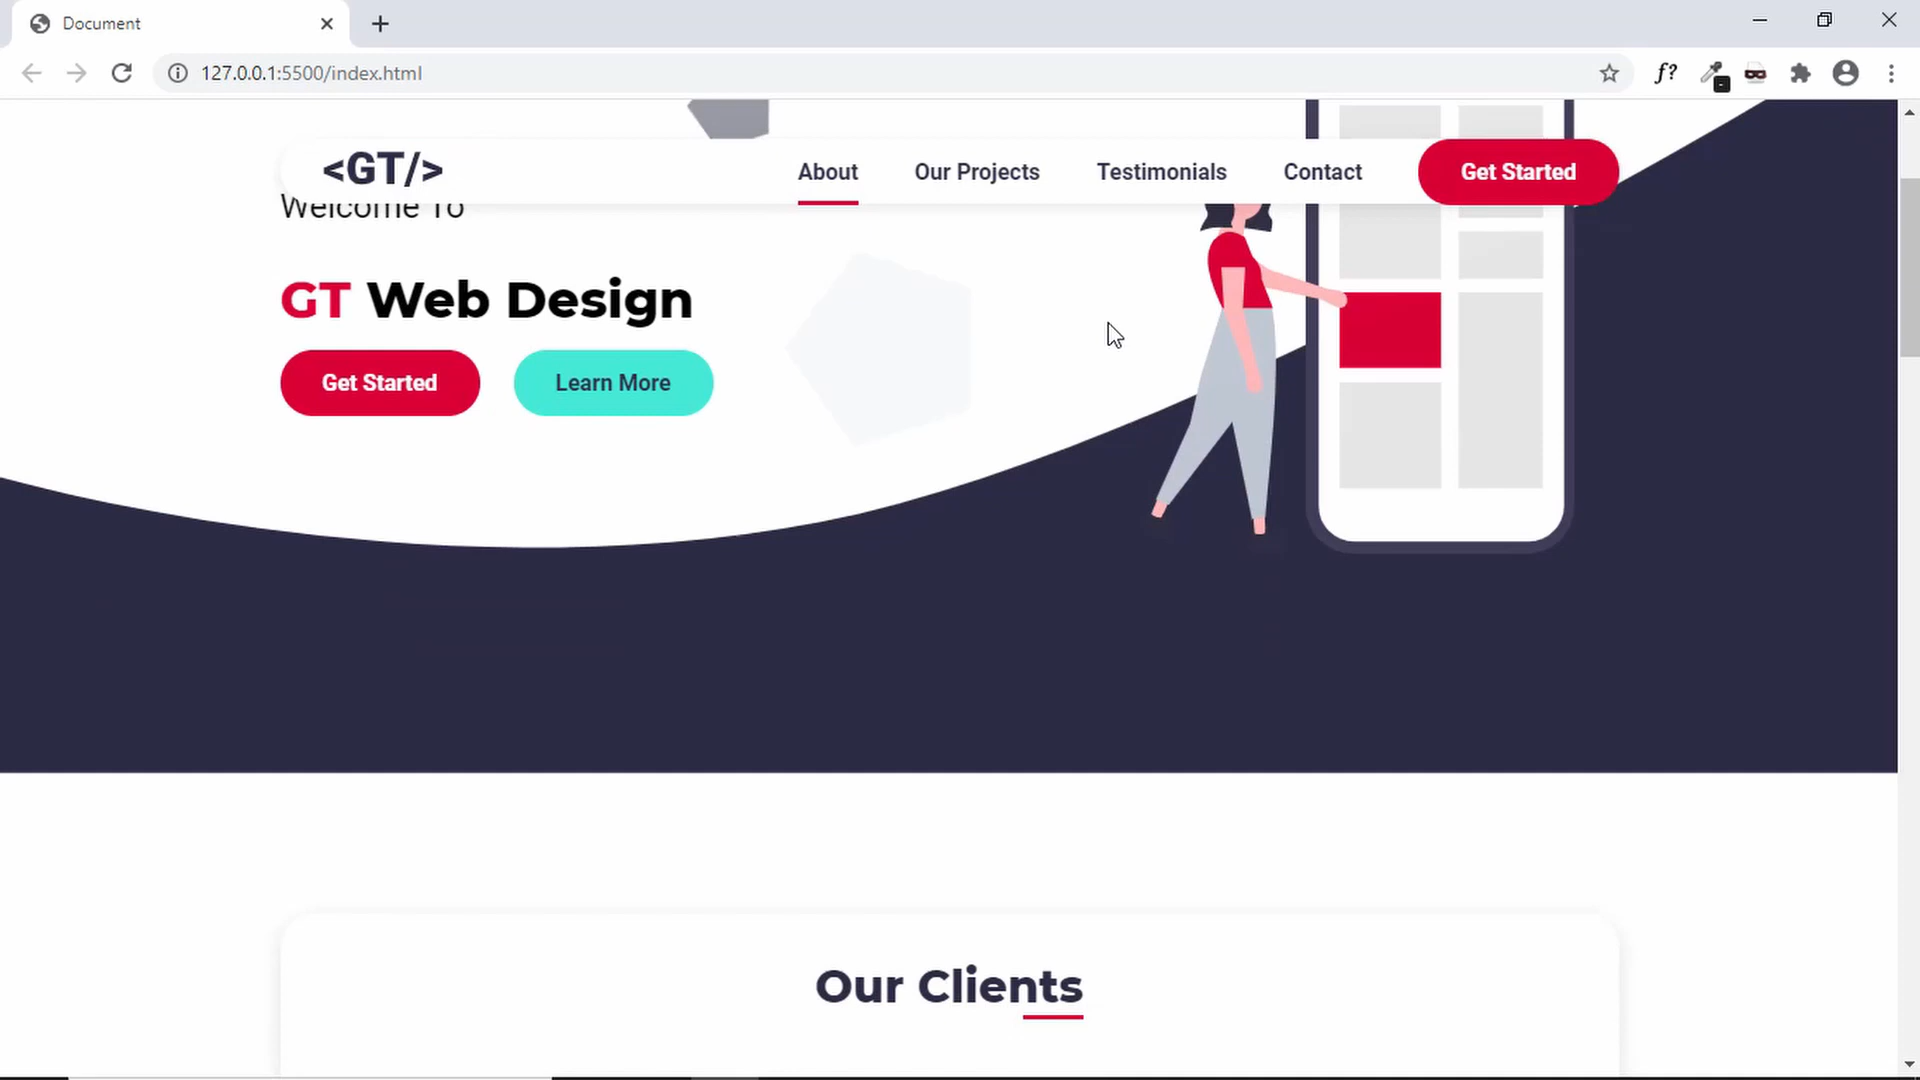 Document
127.0.0.1:5500/index.html
f?
<GT/>
About
Our Projects
Testimonials
Contact
Get Started
Welcome To
GT Web Design
Get Started
Learn More
Our Clients